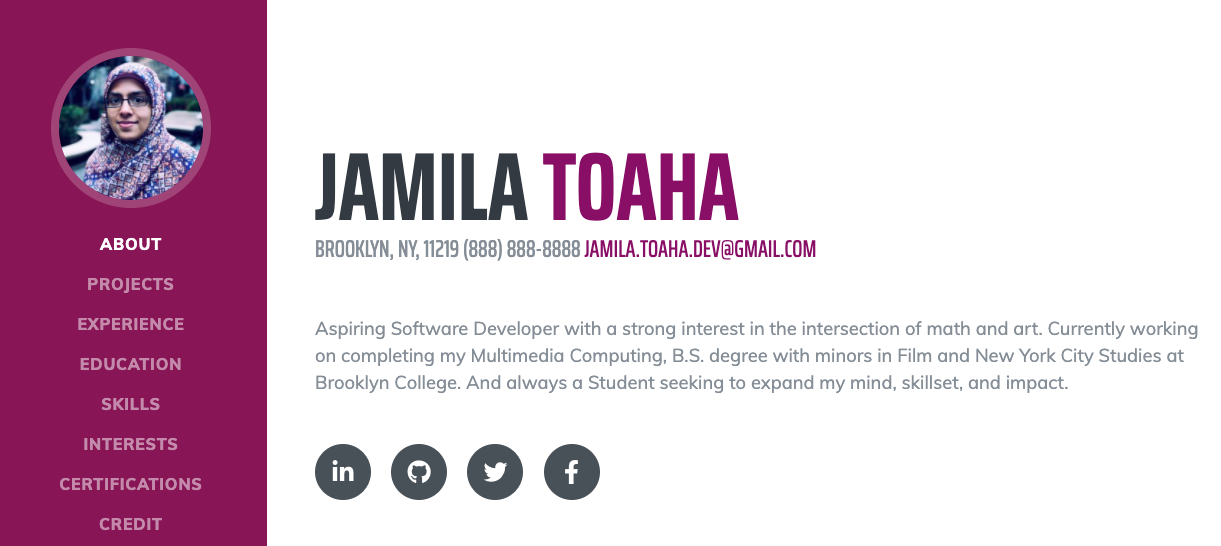 ABOUT
PROJECTS
EXPERIENCE
EDUCATION
SKILLS
INTERESTS
CERTIFICATIONS
CREDIT
JAMILA TOAHA
BROOKLYN, NY, 11219 (888) 888-8888 JAMILA.TOAHA.DEV@GMAIL.COM
Aspiring Software Developer with a strong interest in the intersection of math and art. Currently working
on completing my Multimedia Computing, B.S. degree with minors in Film and New York City Studies at
Brooklyn College. And always a Student seeking to expand my mind, skillset, and impact.